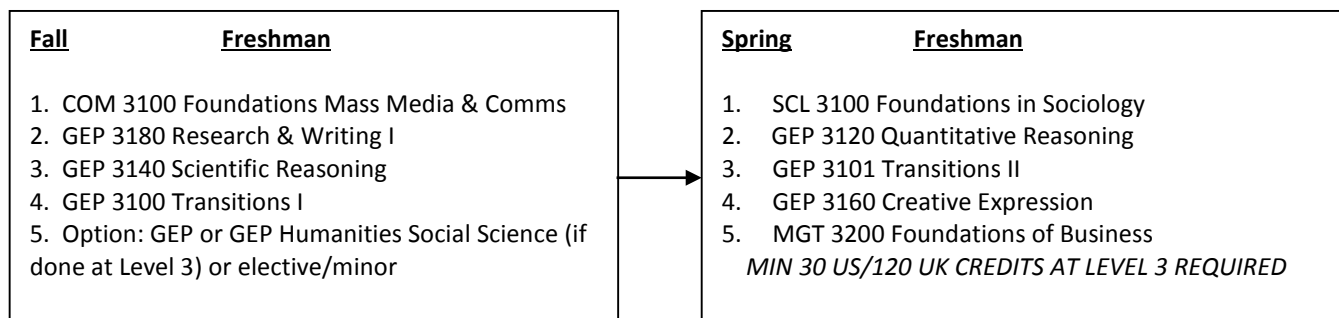 Fall Freshman
1. COM 3100 Foundations Mass Media & Comms
2. GEP 3180 Research & Writing I
3. GEP 3140 Scientific Reasoning
4. GEP 3100 Transitions I
5. Option: GEP or GEP Humanities Social Science (if
done at Level 3) or elective/minor
Spring Freshman
1. SCL 3100 Foundations in Sociology
2. GEP 3120 Quantitative Reasoning
3. GEP 3101 Transitions II
4. GEP 3160 Creative Expression
5. MGT 3200 Foundations of Business
MIN 30 US/120 UK CREDITS AT LEVEL 3 REQUIRED